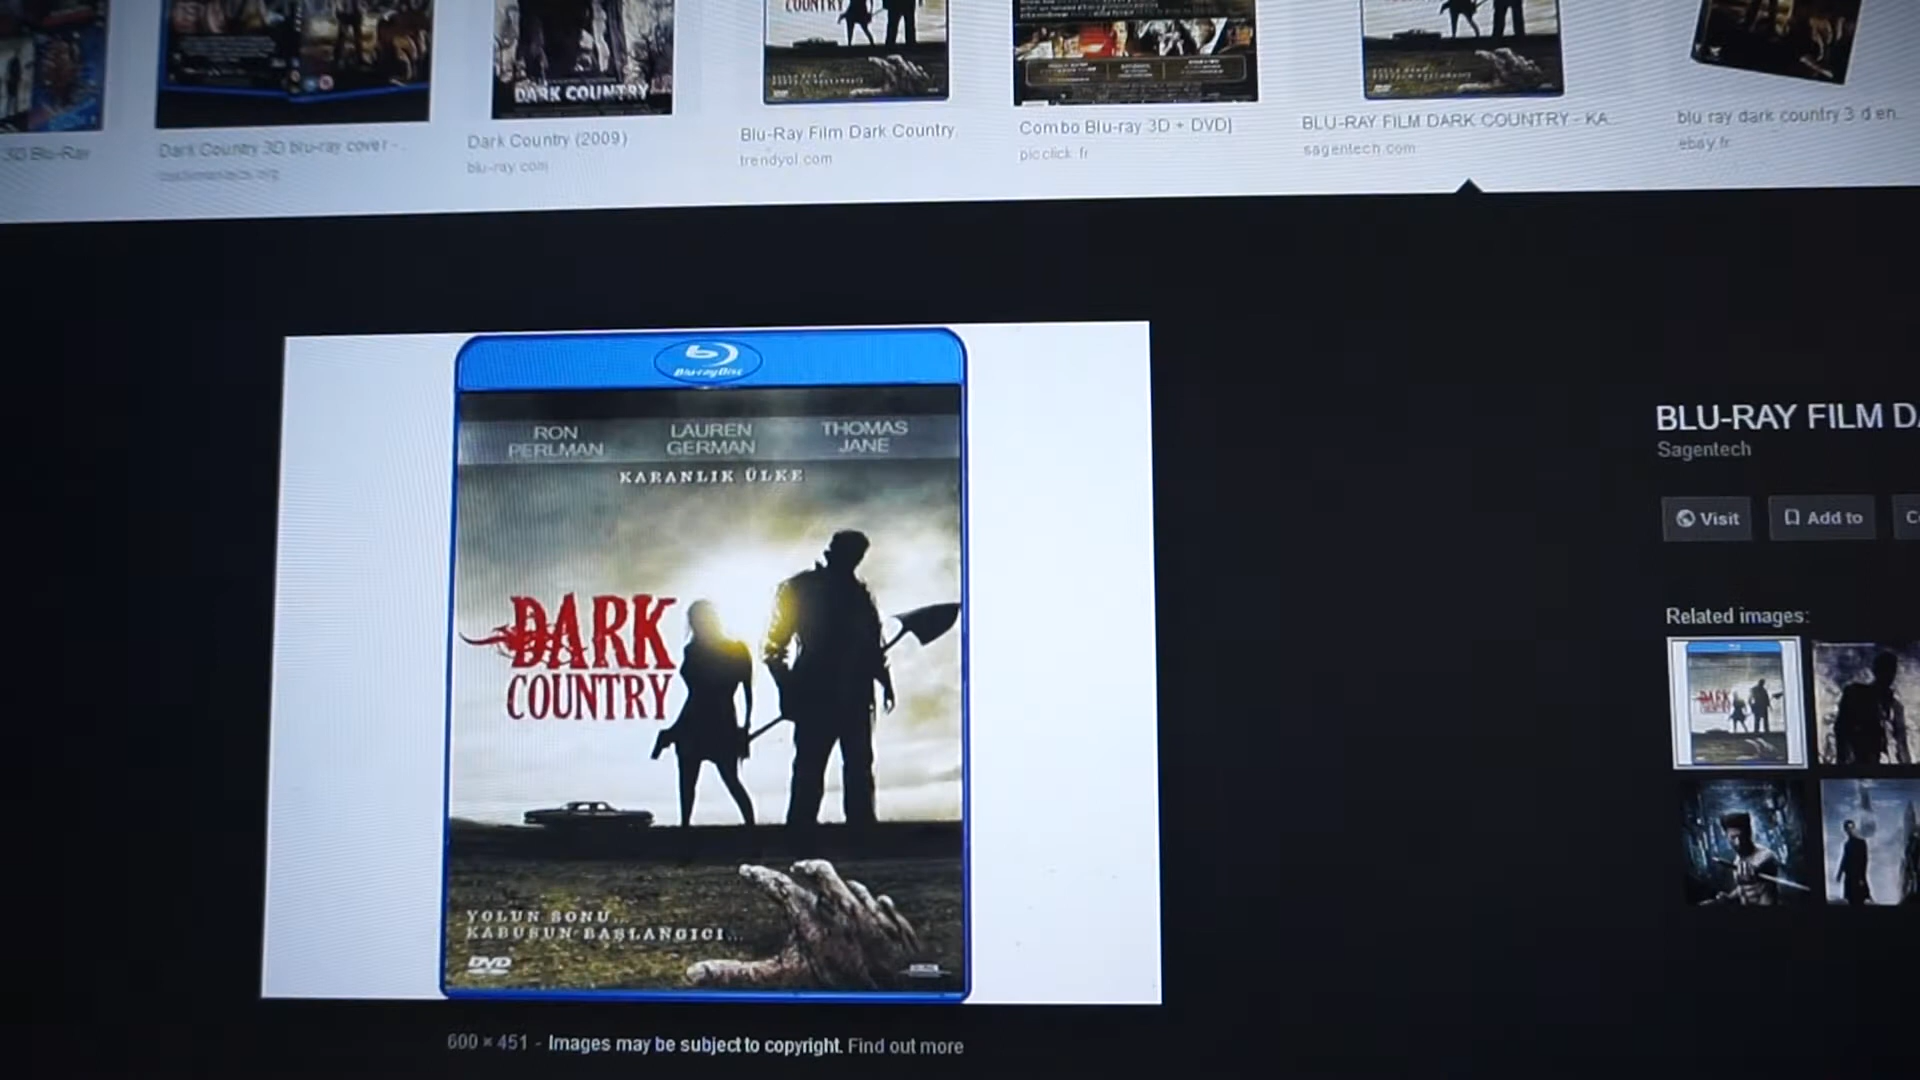 COUNTRY
DARK COUNTRY
3D Blu-Ray
Dark Country 3D blu-ray cover - ...
Dark Country (2009)
blu-ray.com
Blu-Ray Film Dark Country
trendyol.com
Combo Blu-ray 3D + DVD]
picclick.fr
BLU-RAY FILM DARK COUNTRY - KA...
sagentech.com
blu ray dark country 3 d en...
ebay.fr
Blu-ray Disc
RON PERLMAN
LAUREN GERMAN
THOMAS JANE
KARANLIK ÜLKE
DARK
COUNTRY
YOLUN SONU...
KABUSUN BAŞLANGICI...
DVD
600 × 451 - Images may be subject to copyright. Find out more
BLU-RAY FILM DA
Sagentech
Visit
Add to
Related images:
DARK
COUNTRY